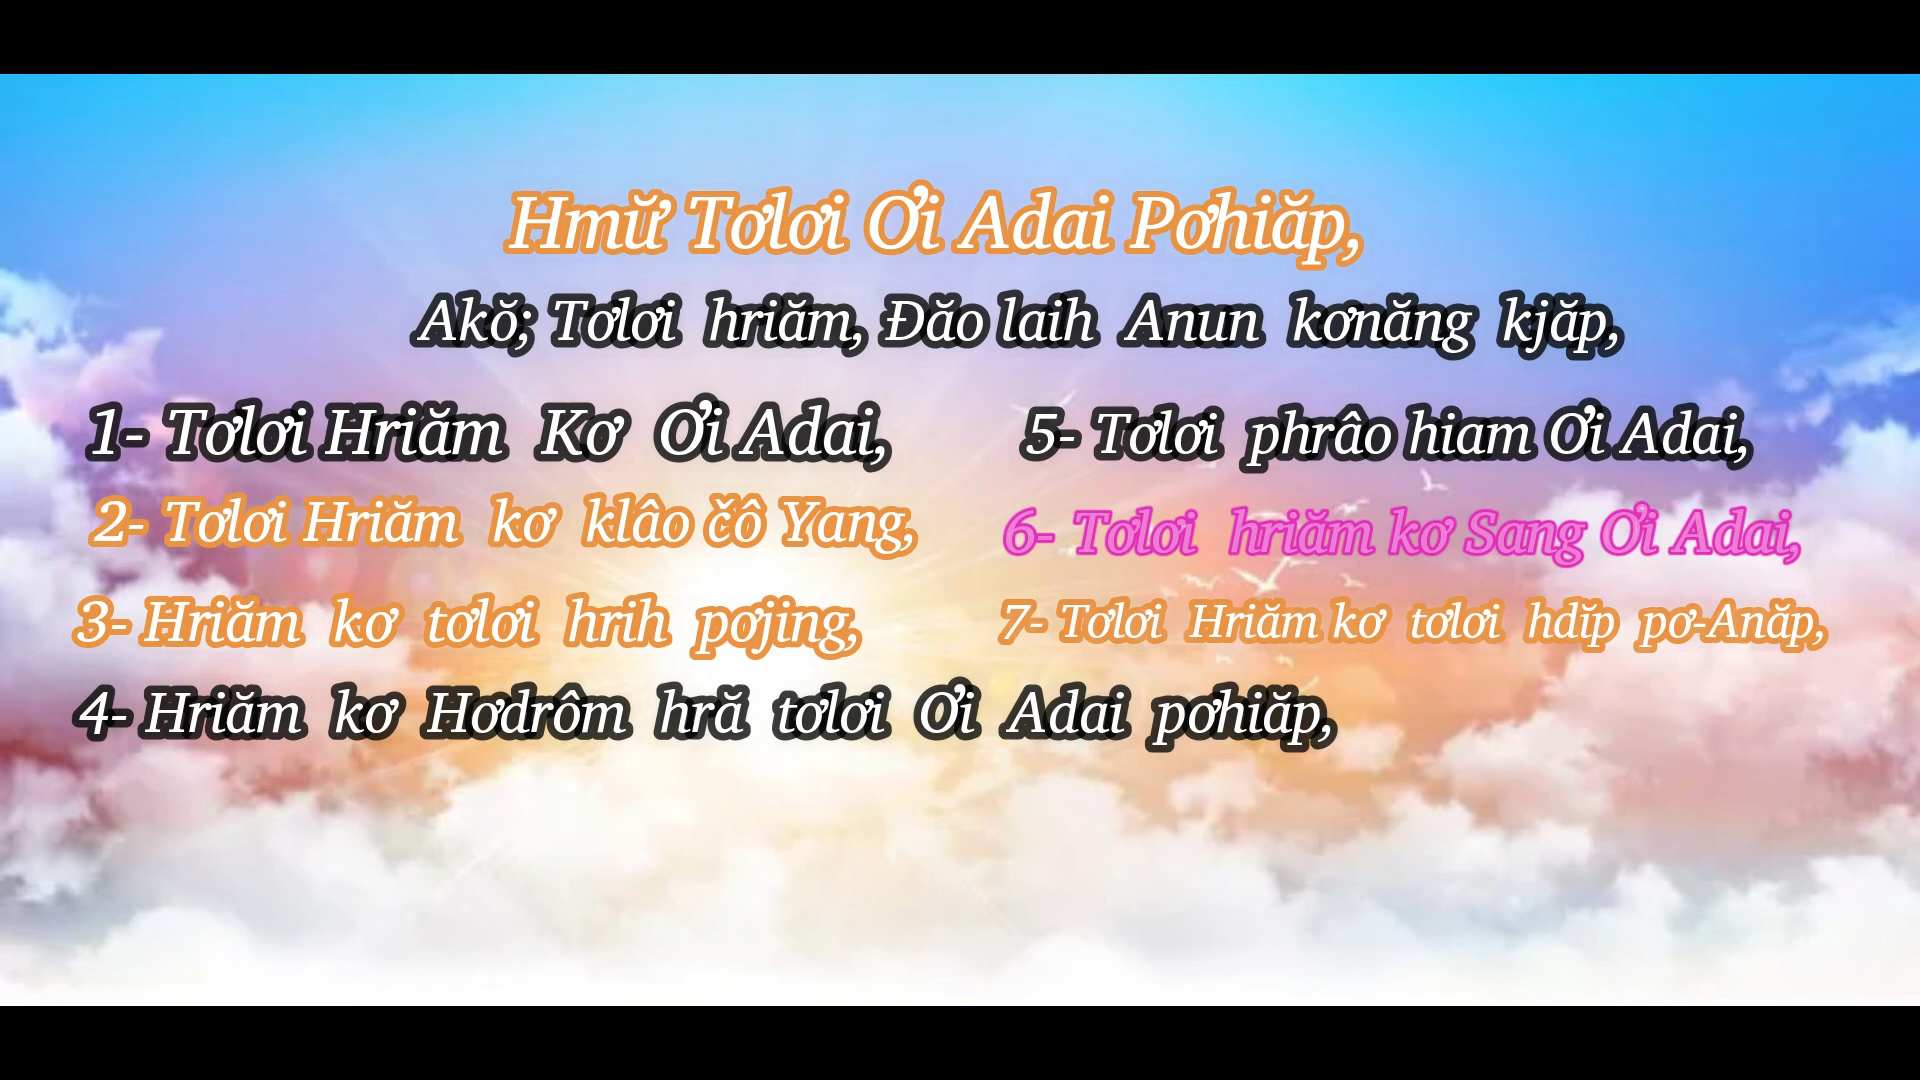 Hmư̆ Tơlơi Ơi Adai Pơhiăp,
Akŏ; Tơlơi hriăm, Đăo laih Anun kơnăng kjăp,
1- Tơlơi Hriăm Kơ Ơi Adai,
2- Tơlơi Hriăm kơ klâo čô Yang,
3- Hriăm kơ tơlơi hrih pơjing,
4- Hriăm kơ Hơdrôm hră tơlơi Ơi Adai pơhiăp,
5- Tơlơi phrâo hiam Ơi Adai,
6- Tơlơi hriăm kơ Sang Ơi Adai,
7- Tơlơi Hriăm kơ tơlơi hdĭp pơ-Anăp,